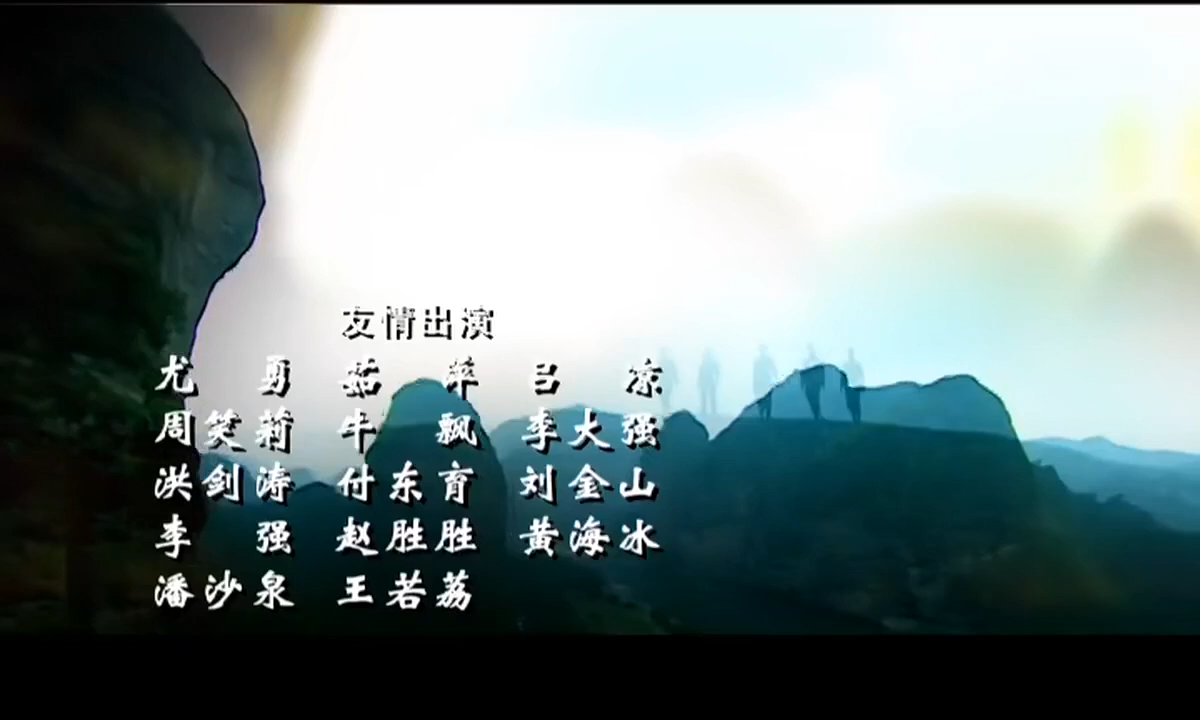 友情出演
尤 勇 茹 萍 吕 凉
周笑莉 牛 飘 李大强
洪剑涛 付东育 刘金山
李 强 赵胜胜 黄海冰
潘沙泉 王若荔